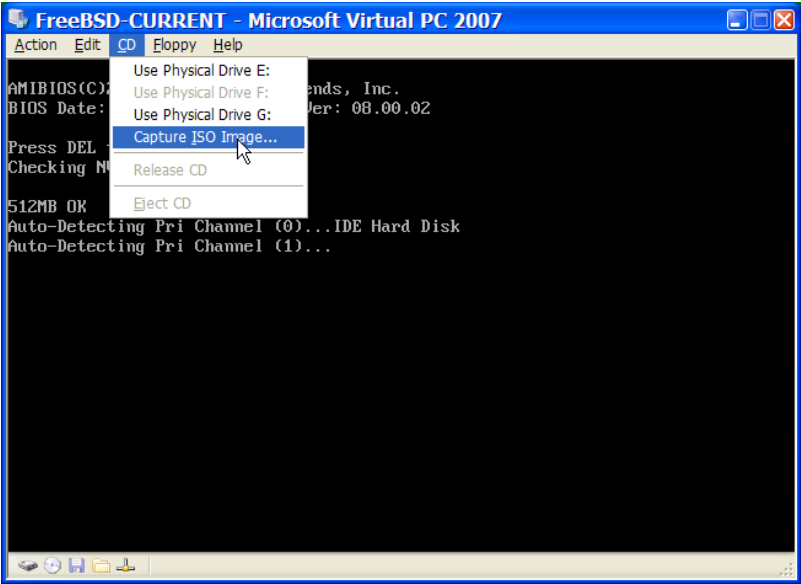 FreeBSD-CURRENT - Microsoft Virtual PC 2007
Action Edit CD Floppy Help
Use Physical Drive E:
Use Physical Drive F:
Use Physical Drive G:
Capture ISO Image...
Release CD
Eject CD
AMIBIOS(C)2 ends, Inc.
BIOS Date: Ver: 08.00.02
Press DEL
Checking N
512MB OK
Auto-Detecting Pri Channel (0)...IDE Hard Disk
Auto-Detecting Pri Channel (1)...